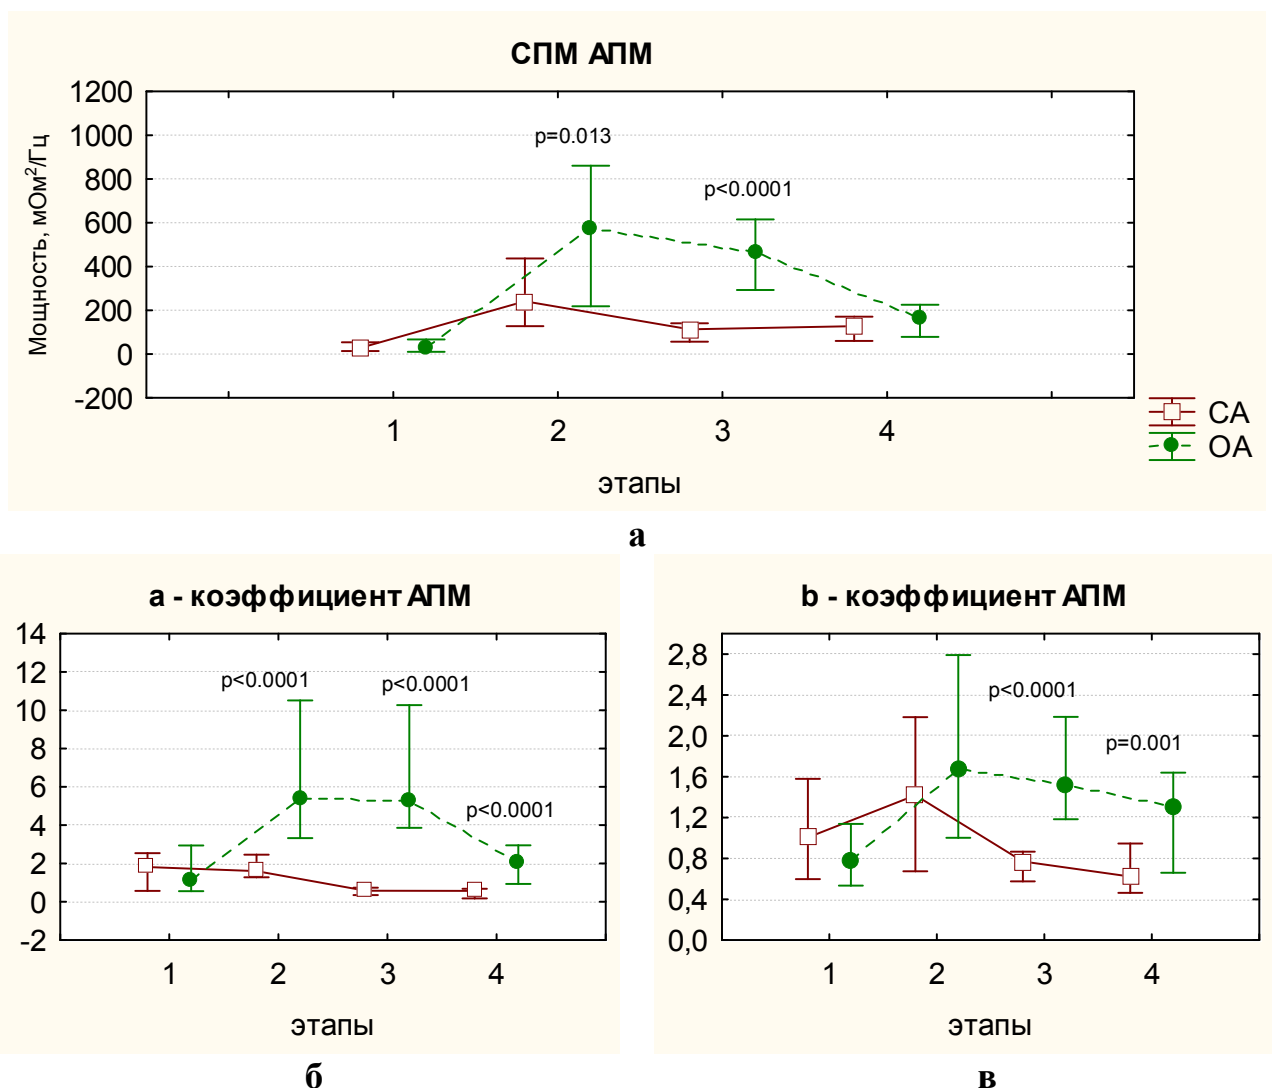 СПМ АПМ
Мощность, мОм²/Гц
1200
1000
800
600
400
200
0
-200
p=0.013
p<0.0001
1 2 3 4
этапы
СА
ОА
а
a - коэффициент АПМ
14
12
10
8
6
4
2
0
-2
p<0.0001
p<0.0001
p<0.0001
1 2 3 4
этапы
б
b - коэффициент АПМ
2,8
2,4
2,0
1,6
1,2
0,8
0,4
0,0
p<0.0001
p=0.001
1 2 3 4
этапы
в